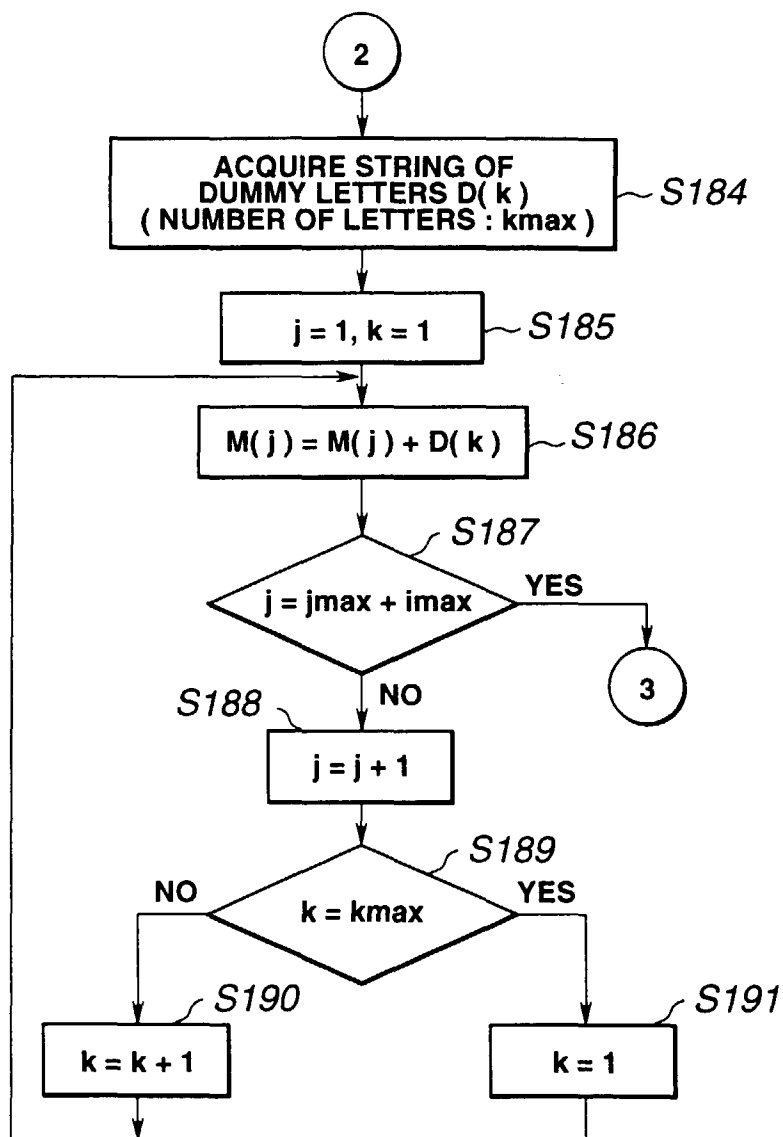 2
ACQUIRE STRING OF
DUMMY LETTERS D( k )
( NUMBER OF LETTERS : kmax )
S184
j = 1, k = 1
S185
M( j ) = M( j ) + D( k )
S186
S187
j = jmax + imax
YES
3
NO
S188
j = j + 1
S189
NO
YES
k = kmax
S190
S191
k = k + 1
k = 1